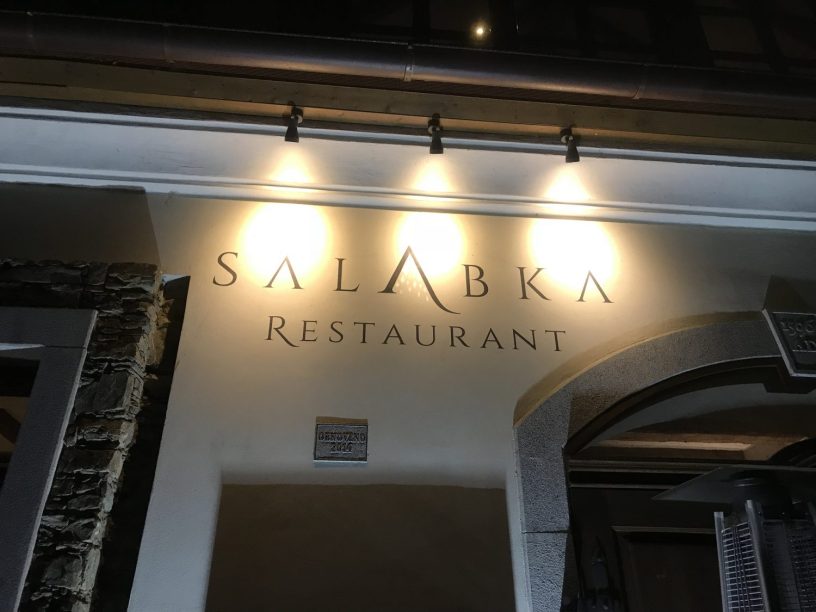 SALABKA
RESTAURANT
OBNOVENO
2014